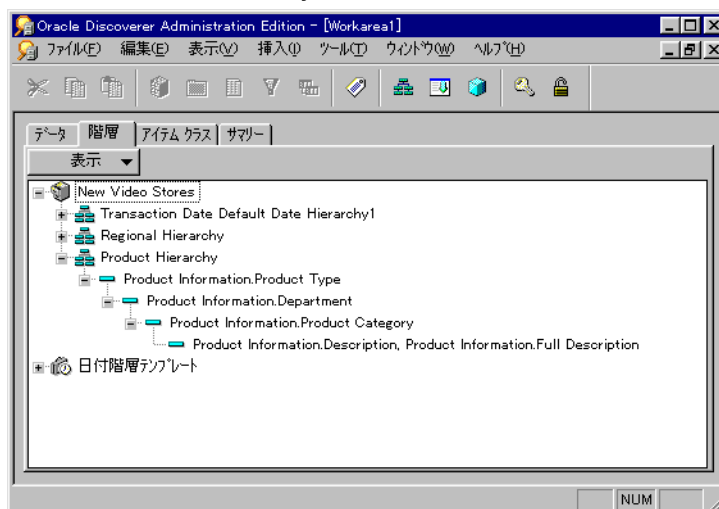 Oracle Discoverer Administration Edition - [Workarea1]
ファイル(F) 編集(E) 表示(V) 挿入(I) ツール(T) ウィンドウ(W) ヘルプ(H)
データ 階層 アイテム クラス サマリー
表示
New Video Stores
Transaction Date Default Date Hierarchy1
Regional Hierarchy
Product Hierarchy
Product Information.Product Type
Product Information.Department
Product Information.Product Category
Product Information.Description, Product Information.Full Description
日付階層テンプレート
NUM